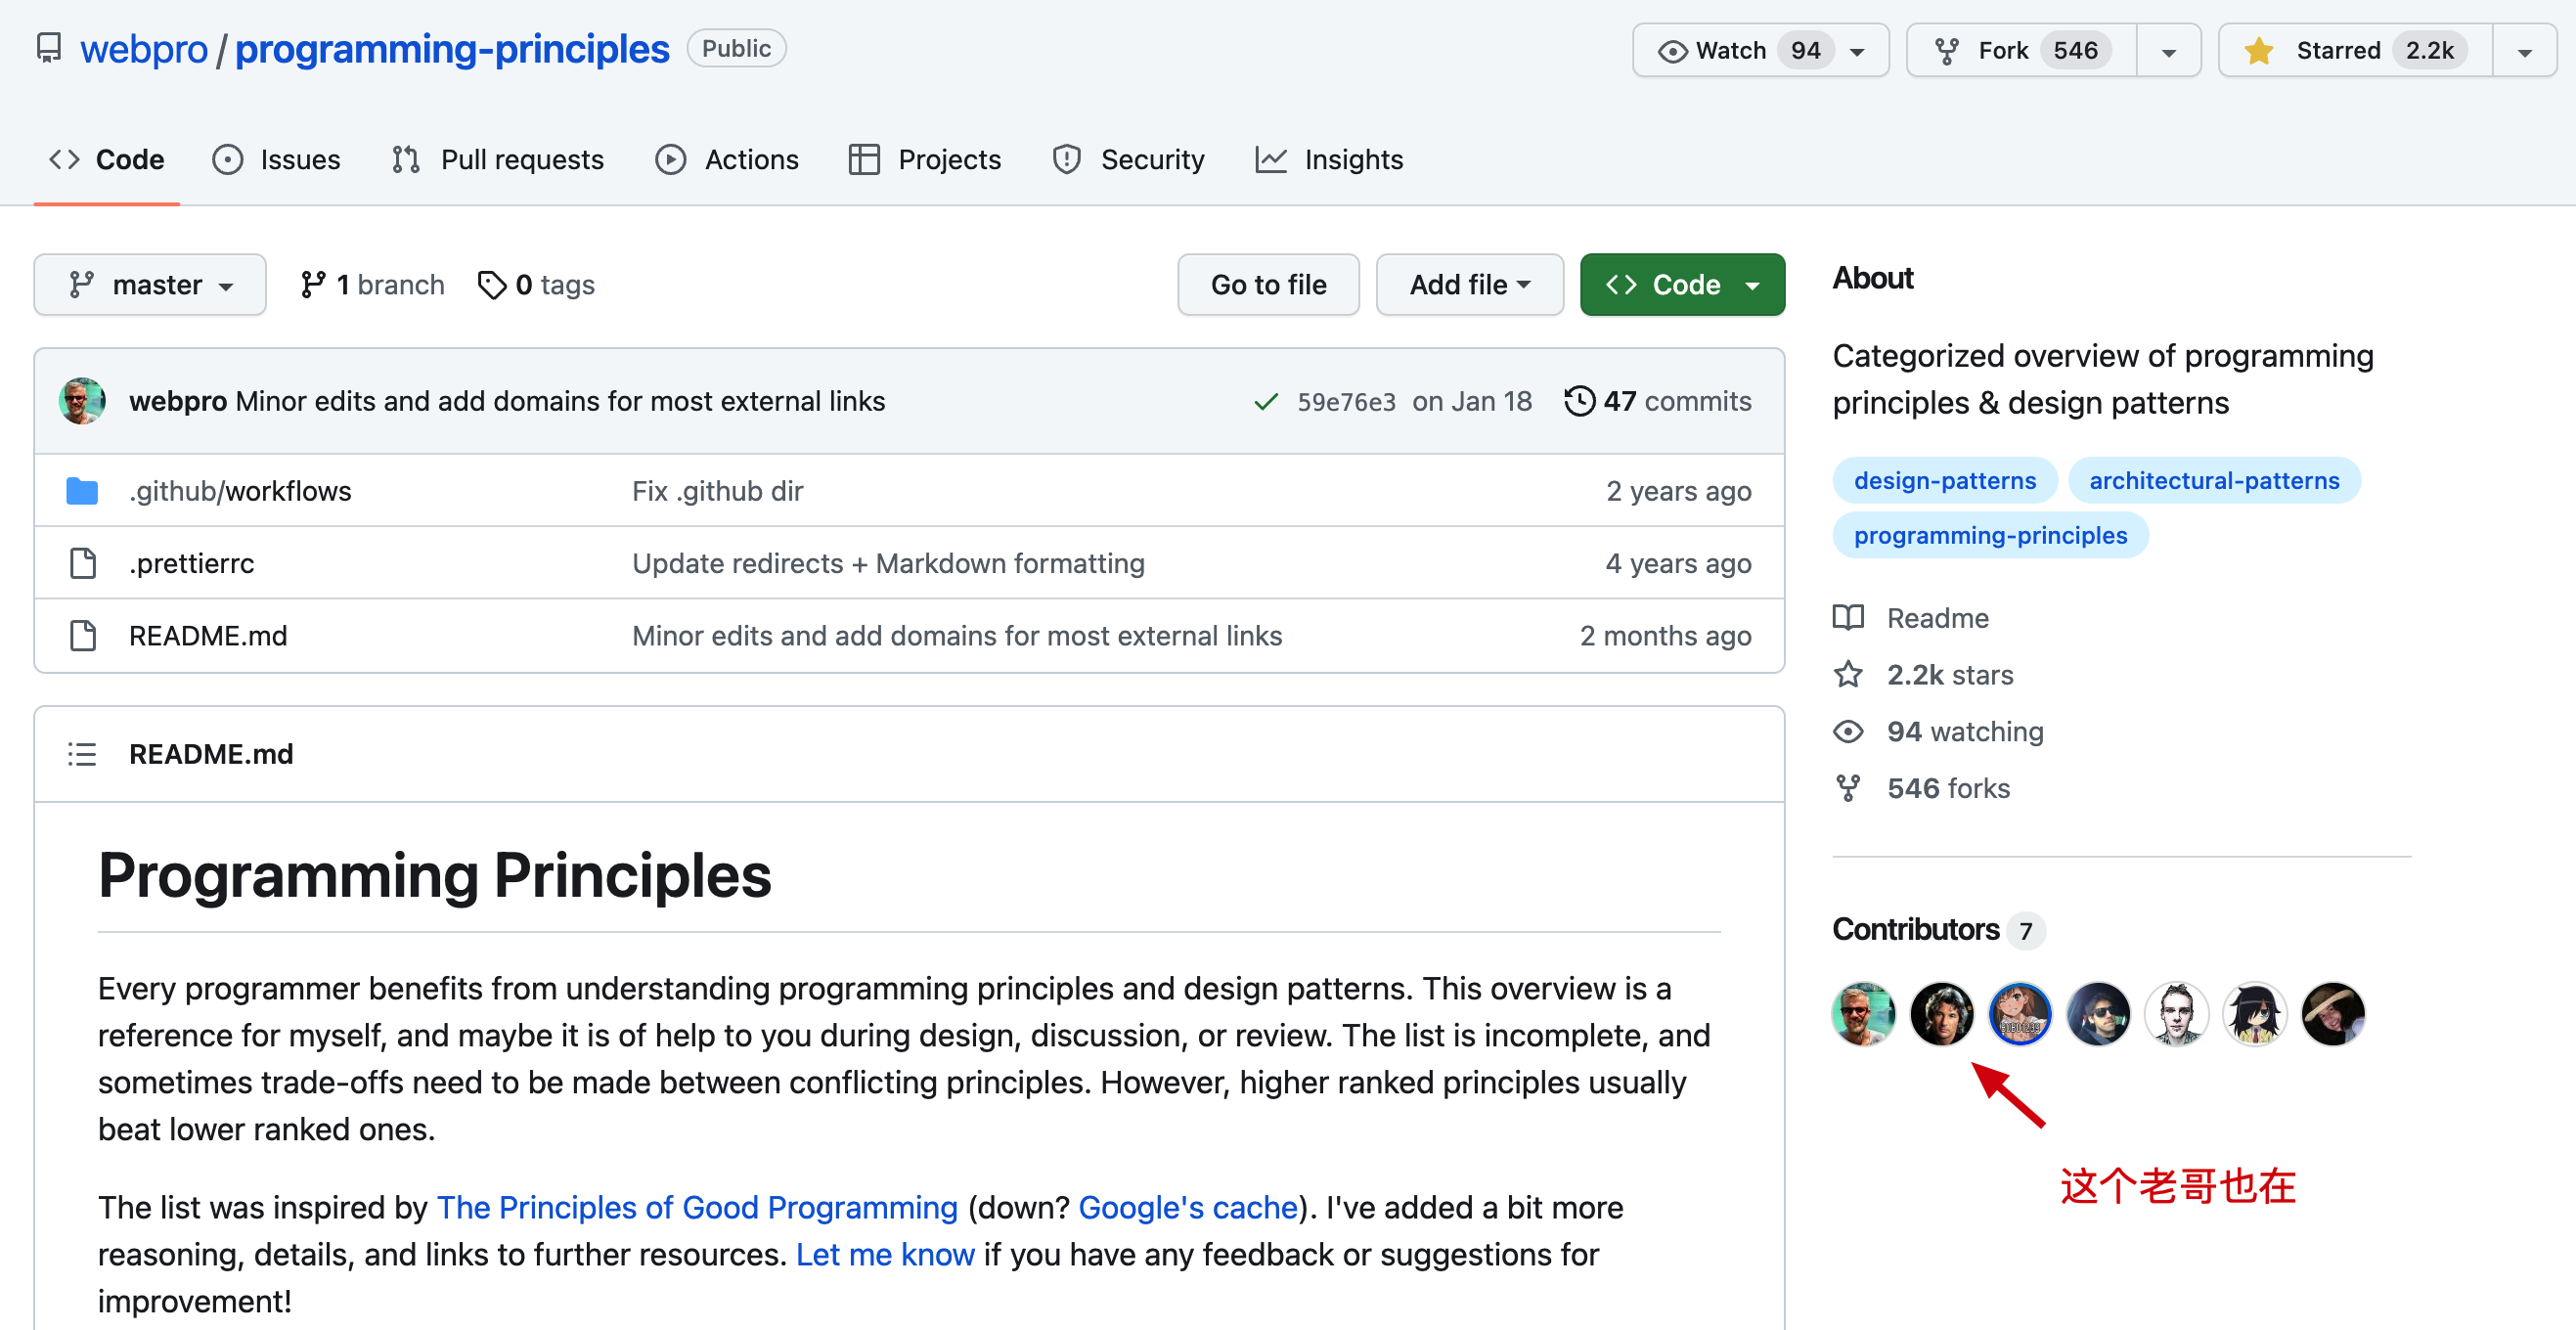 webpro / programming-principles Public
Watch 94
Fork 546
Starred 2.2k
Code
Issues
Pull requests
Actions
Projects
Security
Insights
master
1 branch
0 tags
Go to file
Add file
Code
webpro Minor edits and add domains for most external links
59e76e3 on Jan 18
47 commits
.github/workflows
Fix .github dir
2 years ago
.prettierrc
Update redirects + Markdown formatting
4 years ago
README.md
Minor edits and add domains for most external links
2 months ago
README.md
Programming Principles
Every programmer benefits from understanding programming principles and design patterns. This overview is a
reference for myself, and maybe it is of help to you during design, discussion, or review. The list is incomplete, and
sometimes trade-offs need to be made between conflicting principles. However, higher ranked principles usually
beat lower ranked ones.
The list was inspired by The Principles of Good Programming (down? Google's cache). I've added a bit more
reasoning, details, and links to further resources. Let me know if you have any feedback or suggestions for
improvement!
About
Categorized overview of programming
principles & design patterns
design-patterns
architectural-patterns
programming-principles
Readme
2.2k stars
94 watching
546 forks
Contributors 7
这个老哥也在